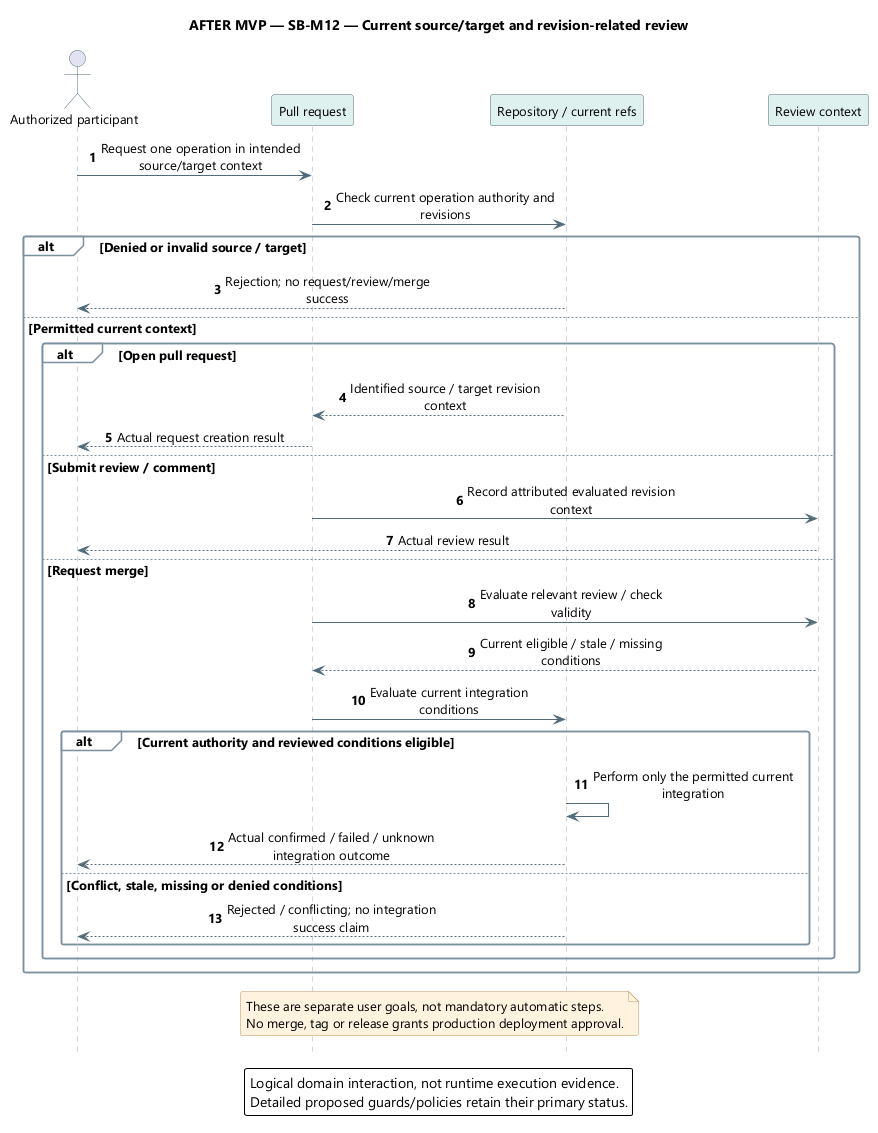 AFTER MVP — SB-M12 — Current source/target and revision-related review
Authorized participant
Pull request
Repository / current refs
Review context
1 Request one operation in intended
source/target context
2 Check current operation authority and
revisions
alt [Denied or invalid source / target]
3 Rejection; no request/review/merge
success
[Permitted current context]
alt [Open pull request]
4 Identified source / target revision
context
5 Actual request creation result
[Submit review / comment]
6 Record attributed evaluated revision
context
7 Actual review result
[Request merge]
8 Evaluate relevant review / check
validity
9 Current eligible / stale / missing
conditions
10 Evaluate current integration
conditions
alt [Current authority and reviewed conditions eligible]
11 Perform only the permitted current
integration
12 Actual confirmed / failed / unknown
integration outcome
[Conflict, stale, missing or denied conditions]
13 Rejected / conflicting; no integration
success claim
These are separate user goals, not mandatory automatic steps.
No merge, tag or release grants production deployment approval.
Logical domain interaction, not runtime execution evidence.
Detailed proposed guards/policies retain their primary status.